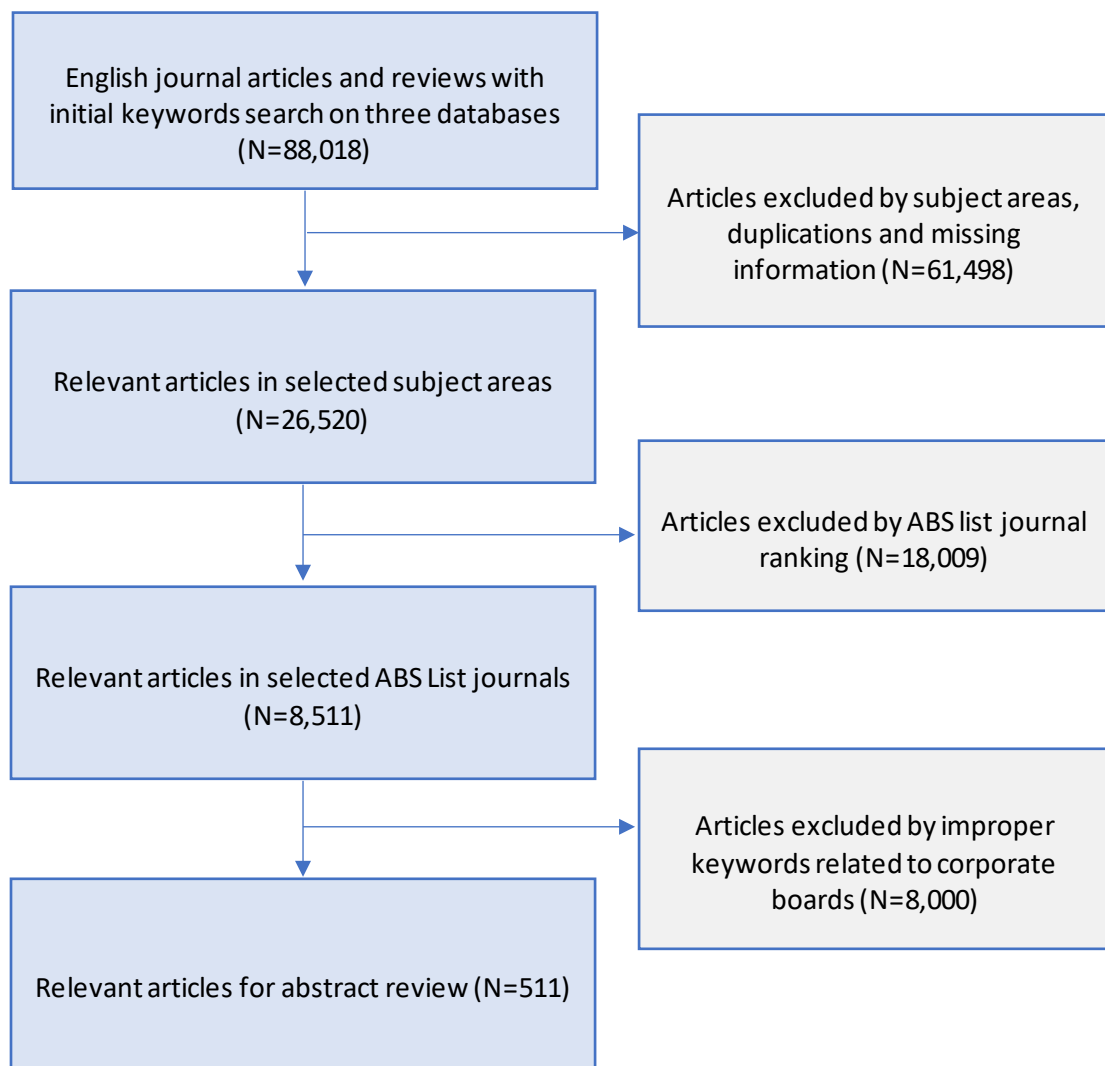 English journal articles and reviews with
initial keywords search on three databases
(N=88,018)
Articles excluded by subject areas,
duplications and missing
information (N=61,498)
Relevant articles in selected subject areas
(N=26,520)
Articles excluded by ABS list journal
ranking (N=18,009)
Relevant articles in selected ABS List journals
(N=8,511)
Articles excluded by improper
keywords related to corporate
boards (N=8,000)
Relevant articles for abstract review (N=511)